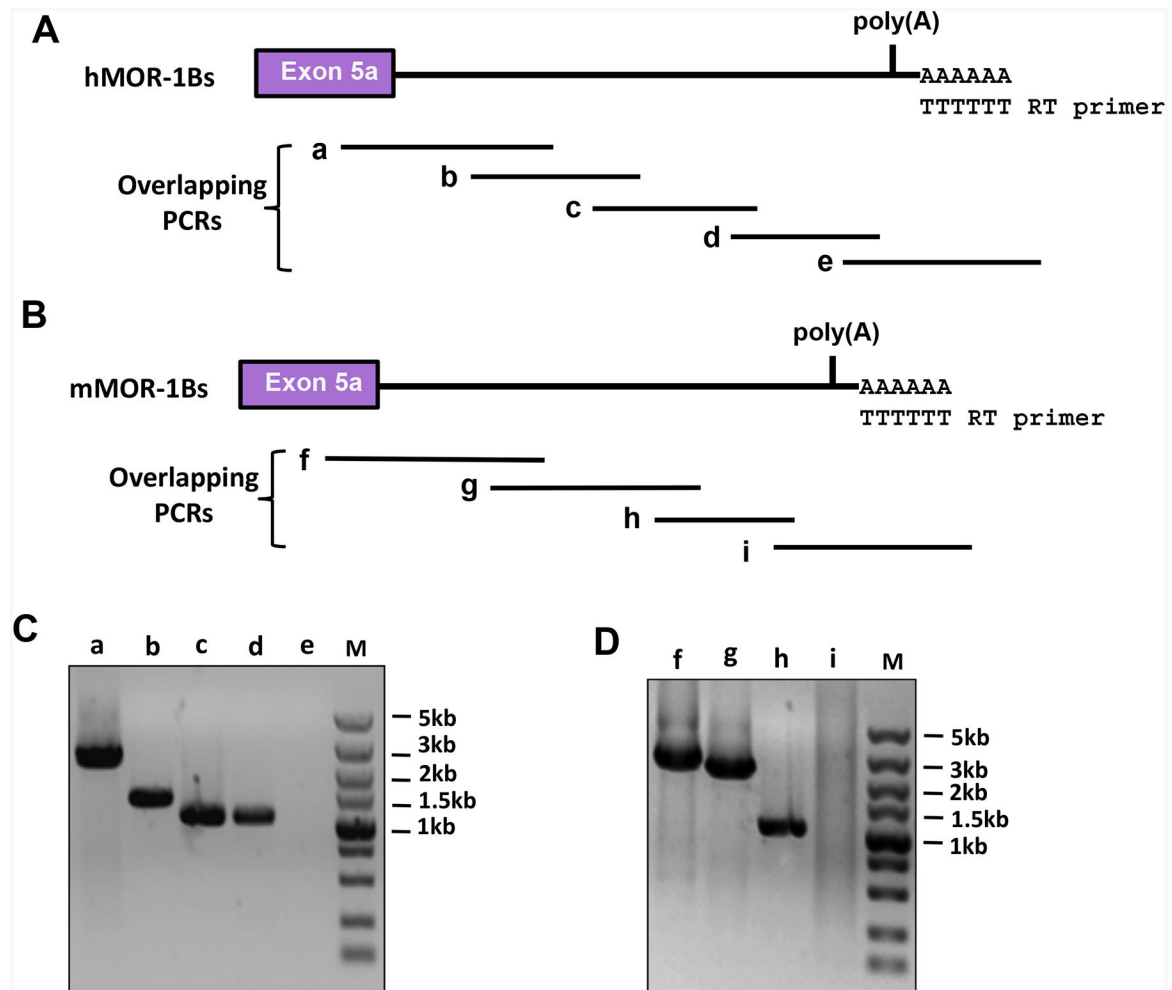 A
poly(A)
hMOR-1Bs
Exon 5a
AAAAAA
TTTTTT RT primer
Overlapping
PCRs
a
b
c
d
e
B
poly(A)
mMOR-1Bs
Exon 5a
AAAAAA
TTTTTT RT primer
Overlapping
PCRs
f
g
h
i
C
a b c d e M
5kb
3kb
2kb
1.5kb
1kb
D
f g h i M
5kb
3kb
2kb
1.5kb
1kb